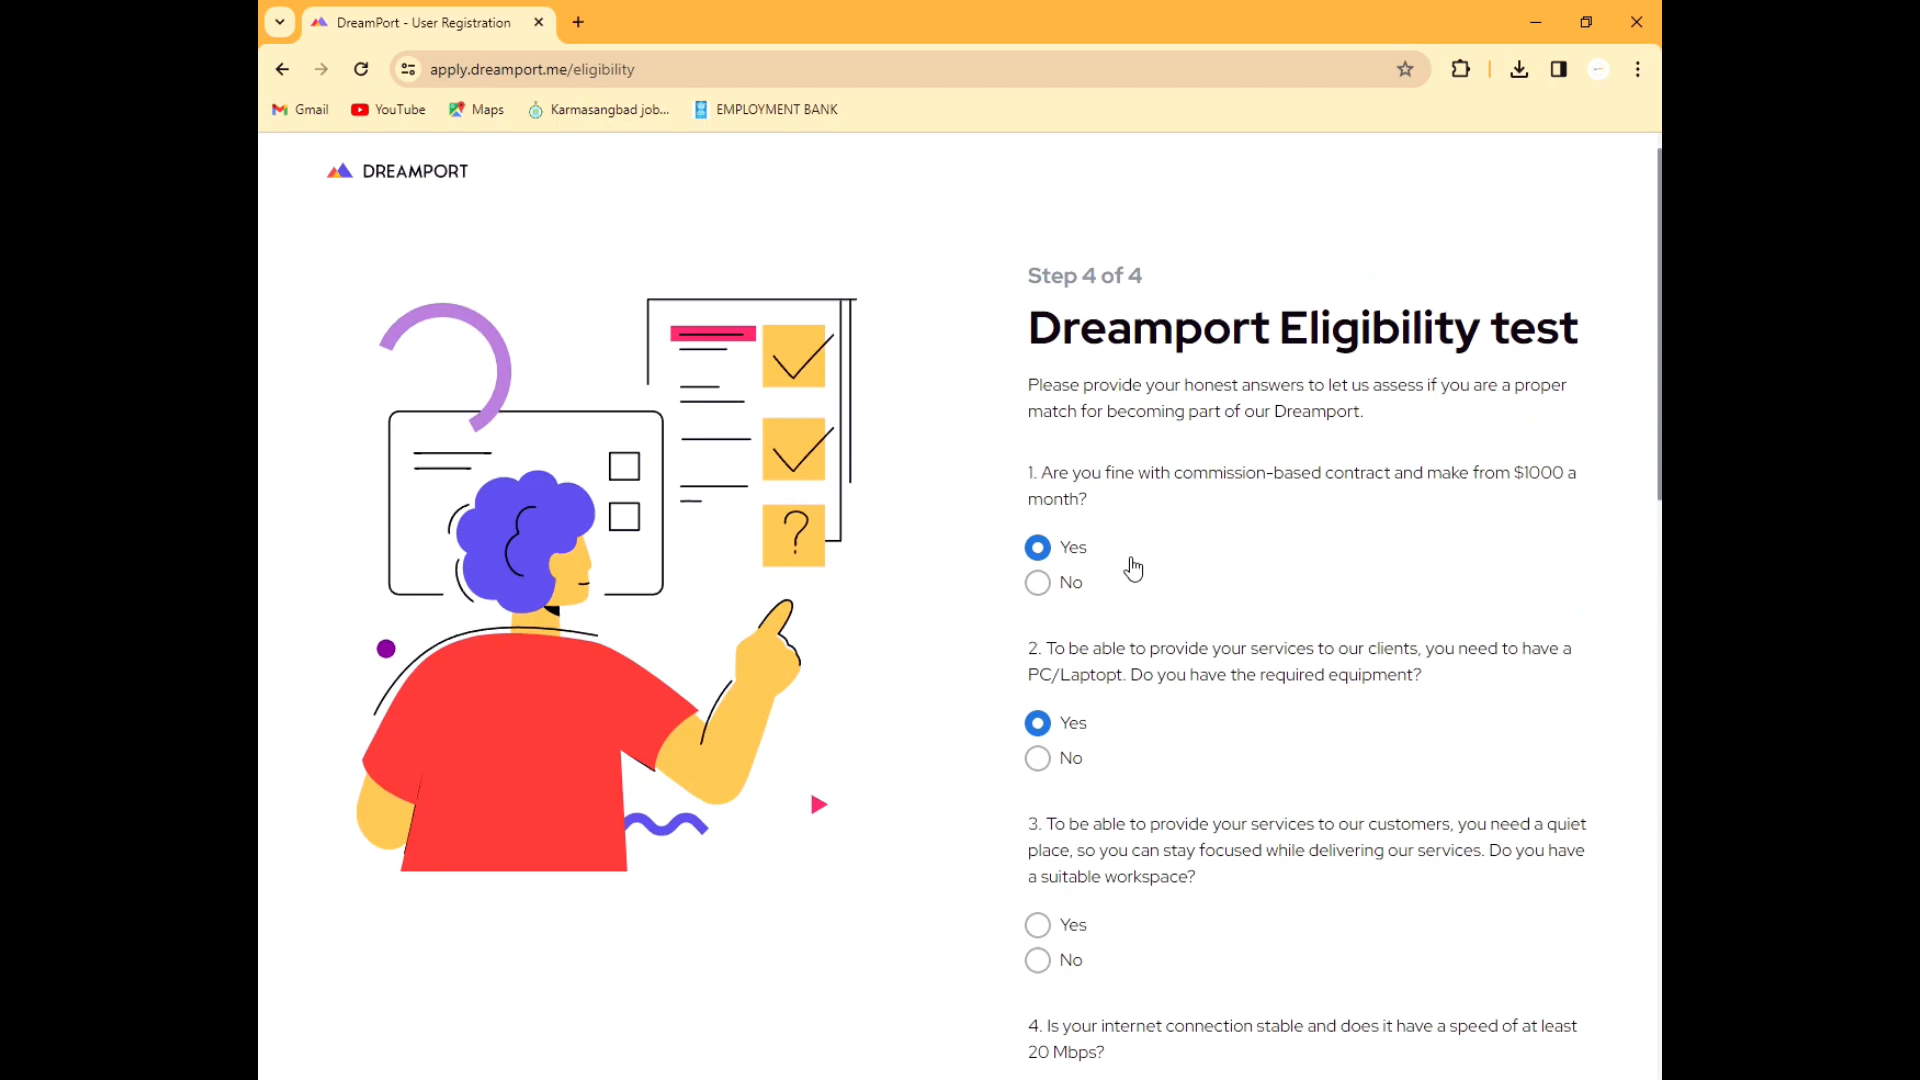 DreamPort - User Registration
apply.dreamport.me/eligibility
Gmail YouTube Maps Karmasangbad job... EMPLOYMENT BANK
DREAMPORT
Step 4 of 4
Dreamport Eligibility test
Please provide your honest answers to let us assess if you are a proper
match for becoming part of our Dreamport.
1. Are you fine with commission-based contract and make from $1000 a
month?
Yes
No
2. To be able to provide your services to our clients, you need to have a
PC/Laptopt. Do you have the required equipment?
Yes
No
3. To be able to provide your services to our customers, you need a quiet
place, so you can stay focused while delivering our services. Do you have
a suitable workspace?
Yes
No
4. Is your internet connection stable and does it have a speed of at least
20 Mbps?
?